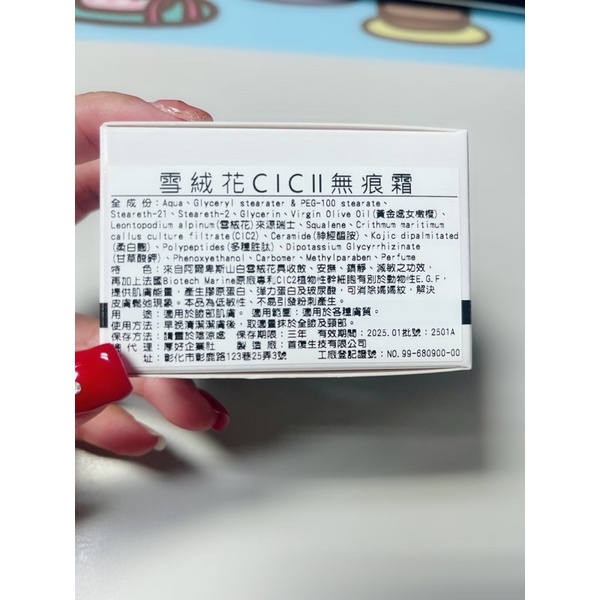 雪絨花CICII無痕霜
全成份：Aqua、Glyceryl stearater & PEG-100 stearate、
Steareth-21、Steareth-2、Glycerin、Virgin Olive Oil(黃金處女橄欖)、
Leontopodium alpinum(雪絨花)來源瑞士、Squalene、Crithmum maritimum
callus culture filtrate(CIC2)、Ceramide(神經醯胺)、Kojic dipalmitated
(柔白麴)、Polypeptides(多種胜肽)、Dipotassium Glycyrrhizinate
(甘草酸鉀)、Phenoxyethanol、Carbomer、Methylparaben、Perfume
特色：來自阿爾卑斯山白雪絨花具收斂、安撫、鎮靜、減敏之功效，
再加上法國Biotech Marine原廠專利CIC2植物性幹細胞有別於動物性E.G.F，
提供肌膚能量，產生膠原蛋白、彈力蛋白及玻尿酸，可消除媽媽紋，解決
皮膚鬆弛現象。本品為低敏性、不易引發粉刺產生。
用途：適用於臉部肌膚。適用範圍：適用於各種膚質。
使用方法：早晚清潔潔膚後，取適量抹於全臉及頸部。
保存方法：請置於陰涼處 保存期限：三年 有效期間：2025.01批號：2501A
總代理：厚好企業社 製造廠：首復生技有限公司
地址：彰化市彰鹿路123巷25弄3號 工廠登記證號：NO.99-680900-00